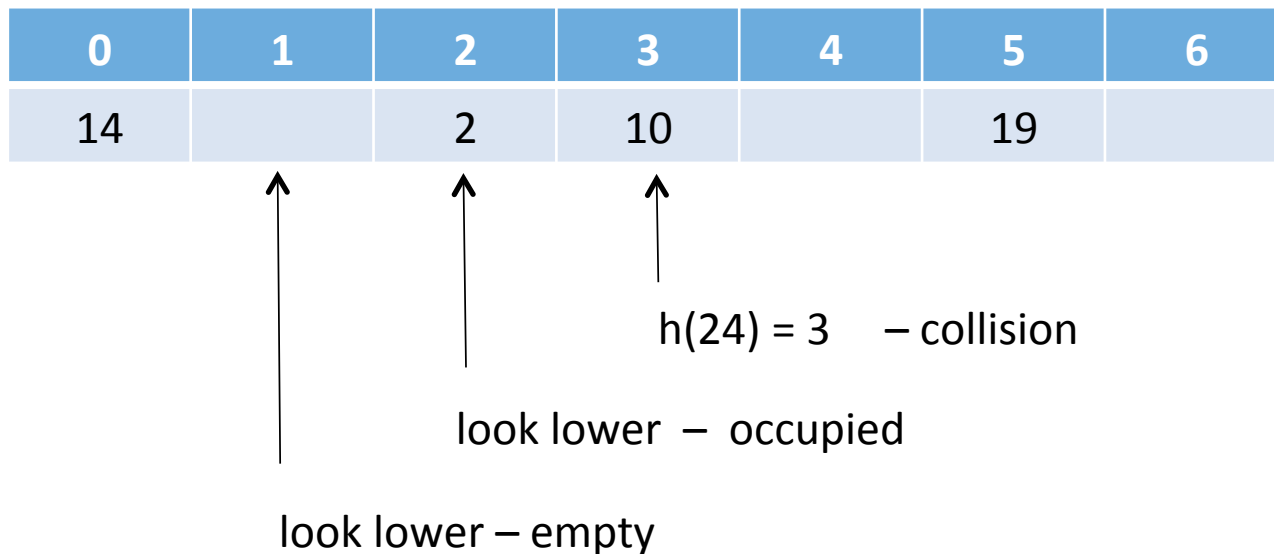 0 1 2 3 4 5 6
14 2 10 19
h(24) = 3 – collision
look lower – occupied
look lower – empty